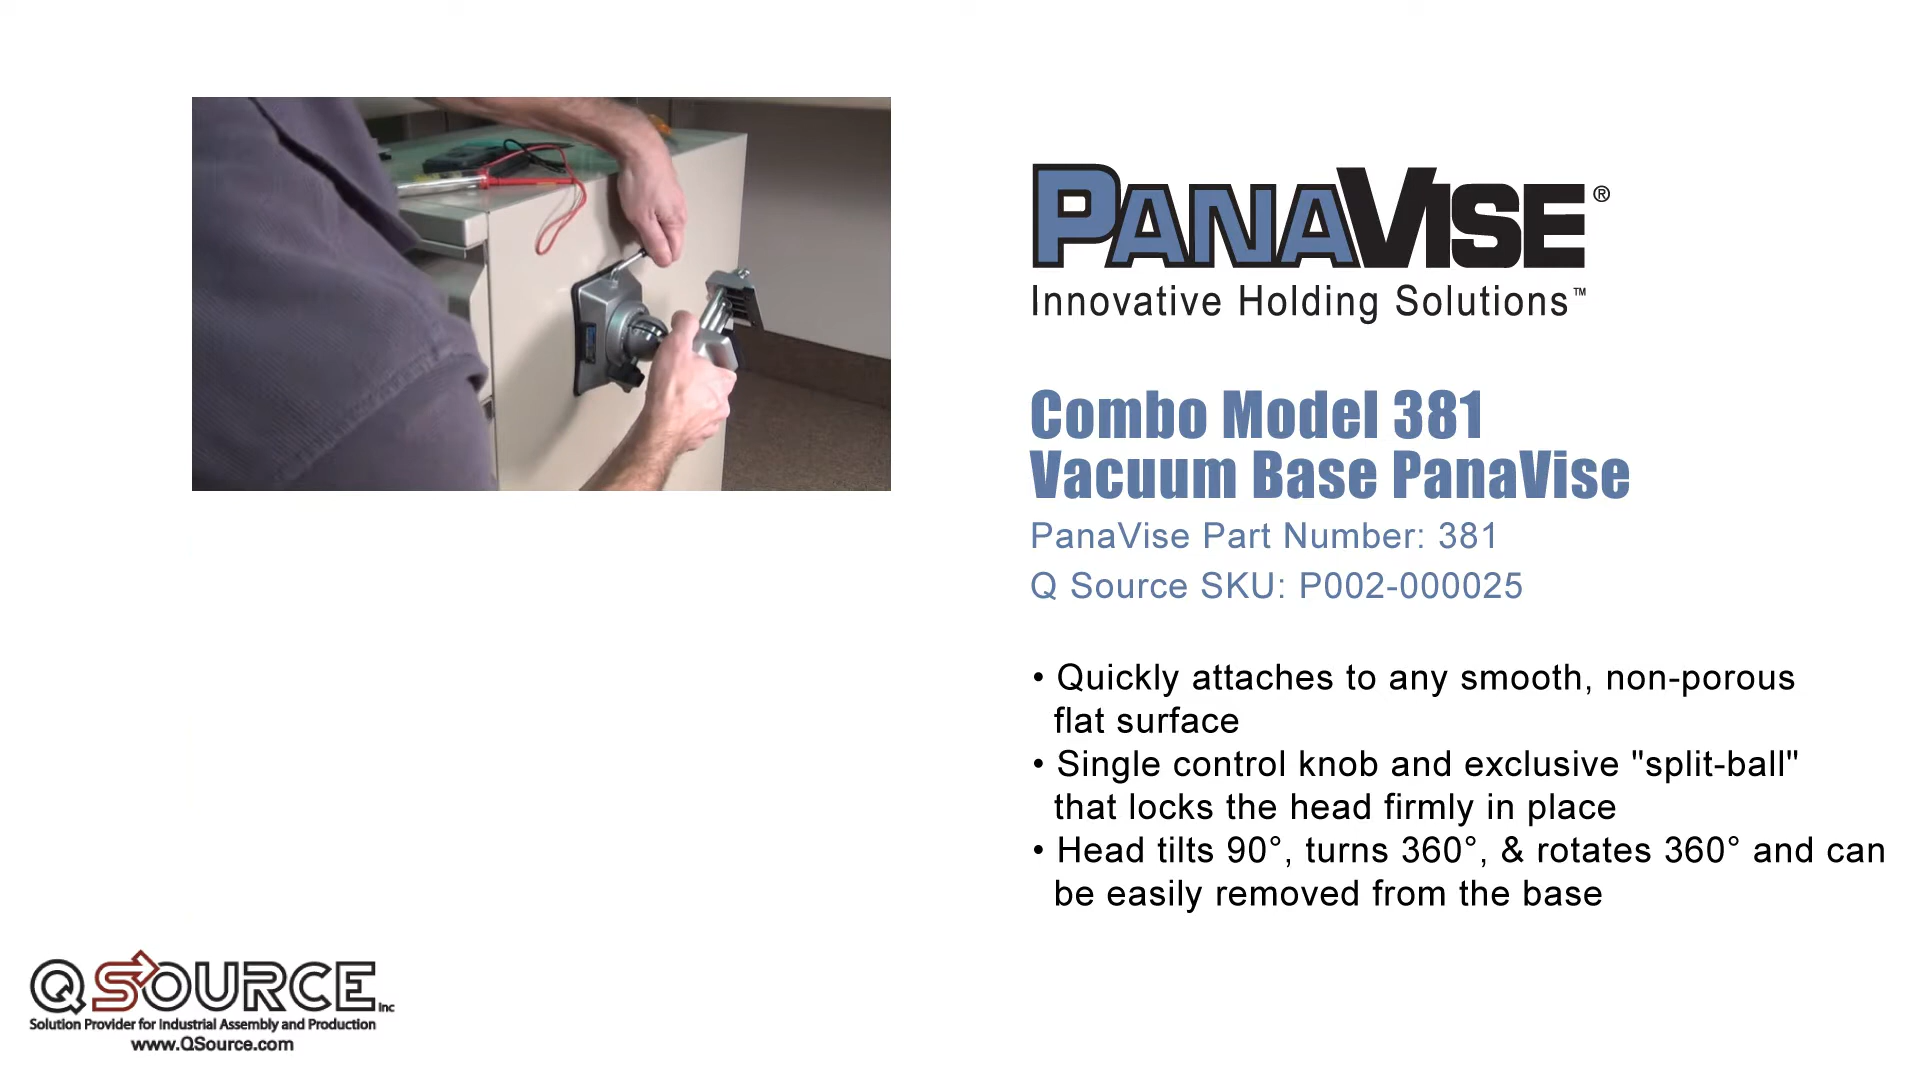 PANAVISE®
Innovative Holding Solutions™
Combo Model 381
Vacuum Base PanaVise
PanaVise Part Number: 381
Q Source SKU: P002-000025
• Quickly attaches to any smooth, non-porous
flat surface
• Single control knob and exclusive "split-ball"
that locks the head firmly in place
• Head tilts 90°, turns 360°, & rotates 360° and can
be easily removed from the base
QSOURCE Inc
Solution Provider for Industrial Assembly and Production
www.QSource.com